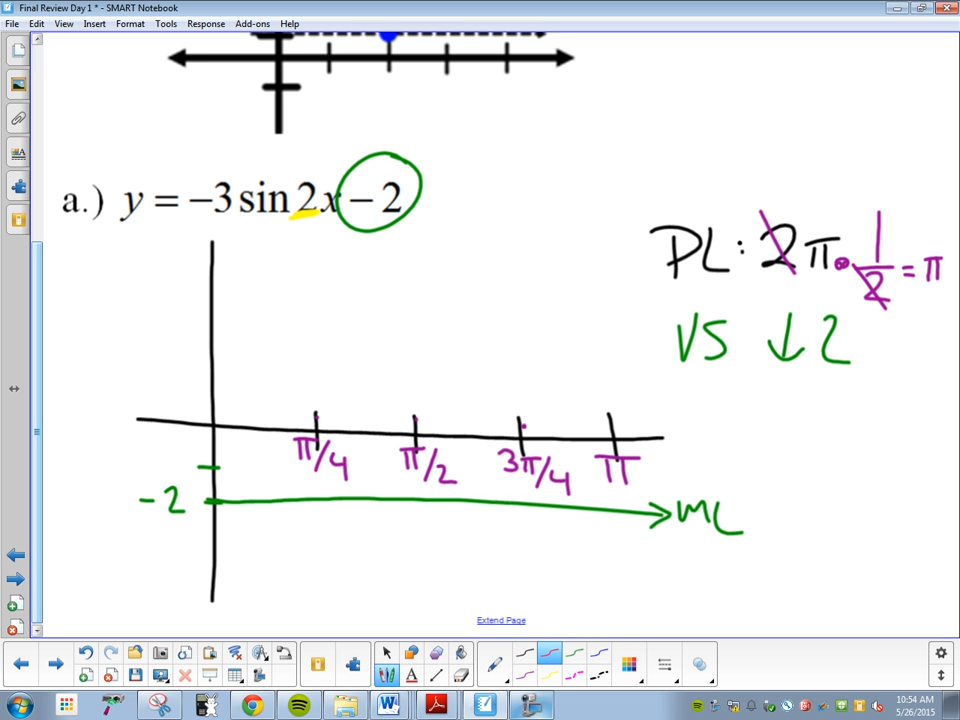 Final Review Day 1 * - SMART Notebook
File Edit View Insert Format Tools Response Add-ons Help
a.) y = −3 sin 2x − 2
PL: 2π • 1/2 = π
VS ↓ 2
π/4 π/2 3π/4 π
-2
ML
Extend Page
10:54 AM
5/26/2015